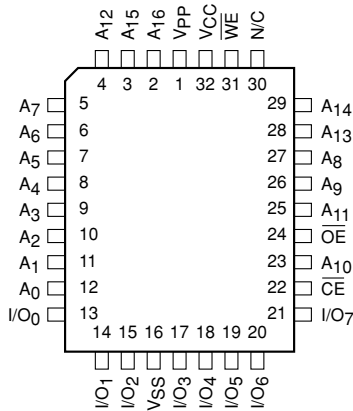 A12 A15 A16 VPP VCC W̅E̅ N/C
4 3 2 1 32 31 30
A7 5 29 A14
A6 6 28 A13
A5 7 27 A8
A4 8 26 A9
A3 9 25 A11
A2 10 24 O̅E̅
A1 11 23 A10
A0 12 22 C̅E̅
I/O0 13 21 I/O7
14 15 16 17 18 19 20
I/O1 I/O2 VSS I/O3 I/O4 I/O5 I/O6